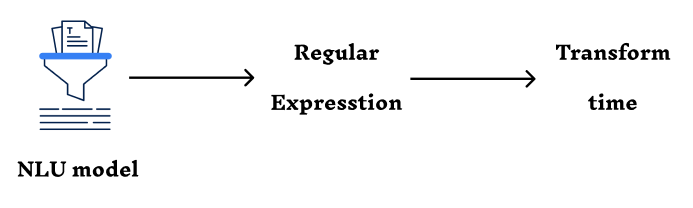 T
NLU model
Regular
Expresstion
Transform
time